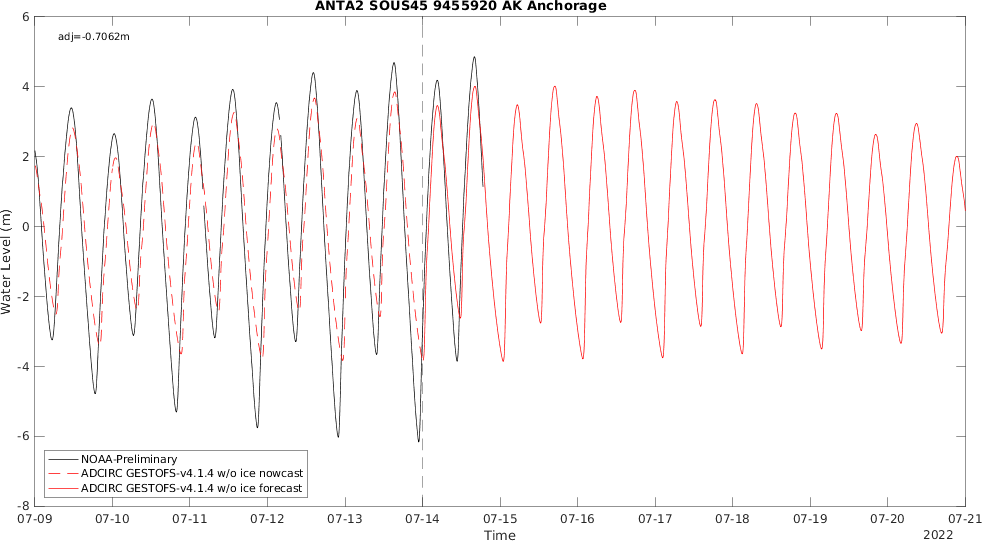 ANTA2 SOUS45 9455920 AK Anchorage
adj=-0.7062m
6
4
2
0
-2
-4
-6
-8
Water Level (m)
NOAA-Preliminary
ADCIRC GESTOFS-v4.1.4 w/o ice nowcast
ADCIRC GESTOFS-v4.1.4 w/o ice forecast
07-09 07-10 07-11 07-12 07-13 07-14 07-15 07-16 07-17 07-18 07-19 07-20 07-21
Time
2022